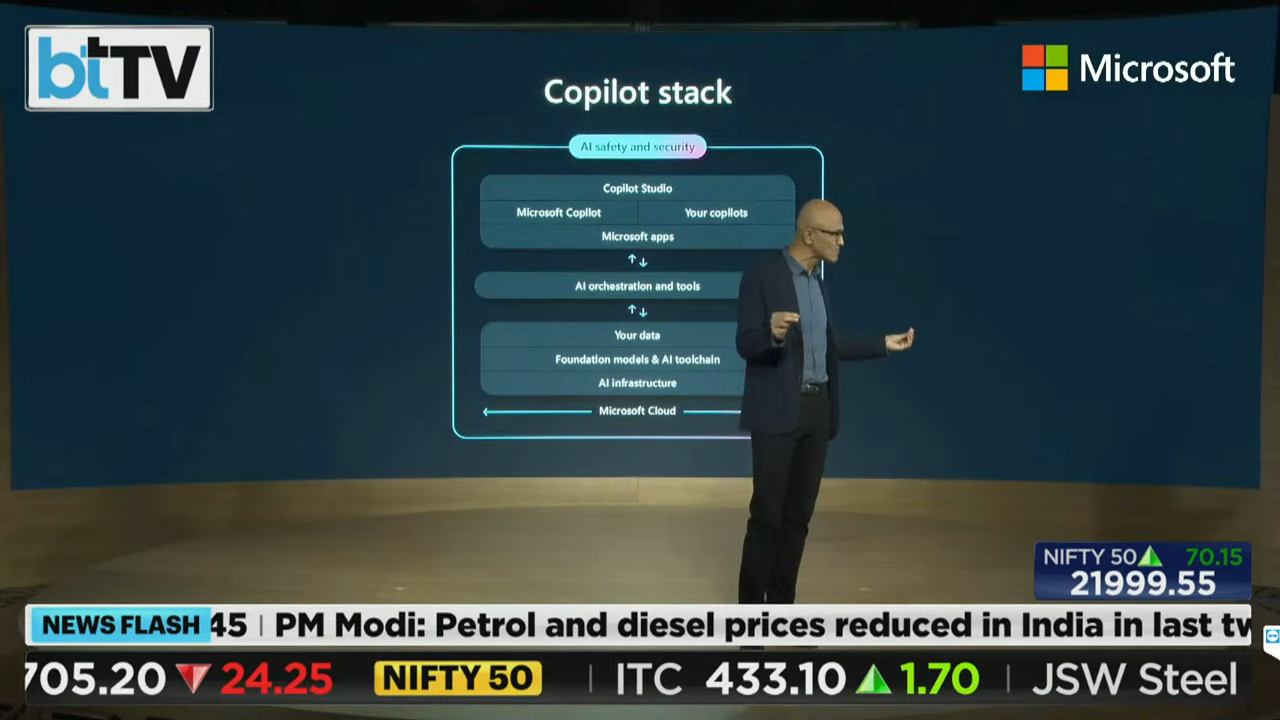 btTV
Microsoft
Copilot stack
AI safety and security
Copilot Studio
Microsoft Copilot
Your copilots
Microsoft apps
AI orchestration and tools
Your data
Foundation models & AI toolchain
AI infrastructure
Microsoft Cloud
NIFTY 50 70.15
21999.55
NEWS FLASH 45 | PM Modi: Petrol and diesel prices reduced in India in last tw
705.20 24.25 NIFTY 50 | ITC 433.10 1.70 | JSW Steel